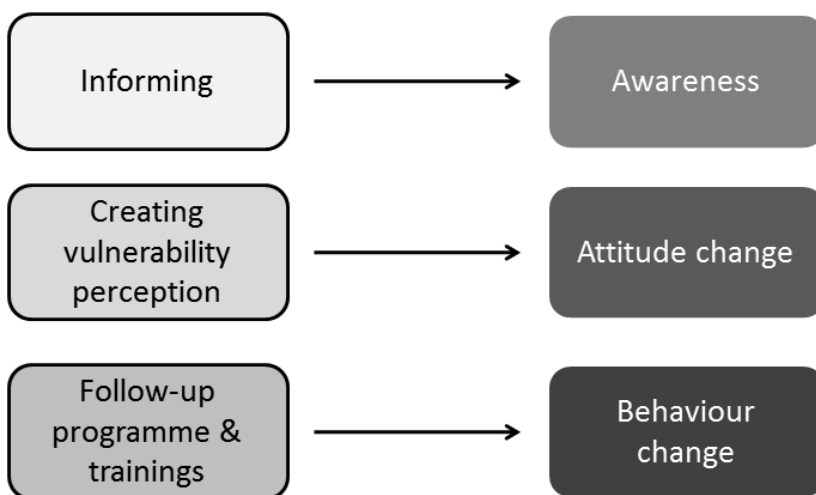 Informing
Awareness
Creating
vulnerability
perception
Attitude change
Follow-up
programme &
trainings
Behaviour
change